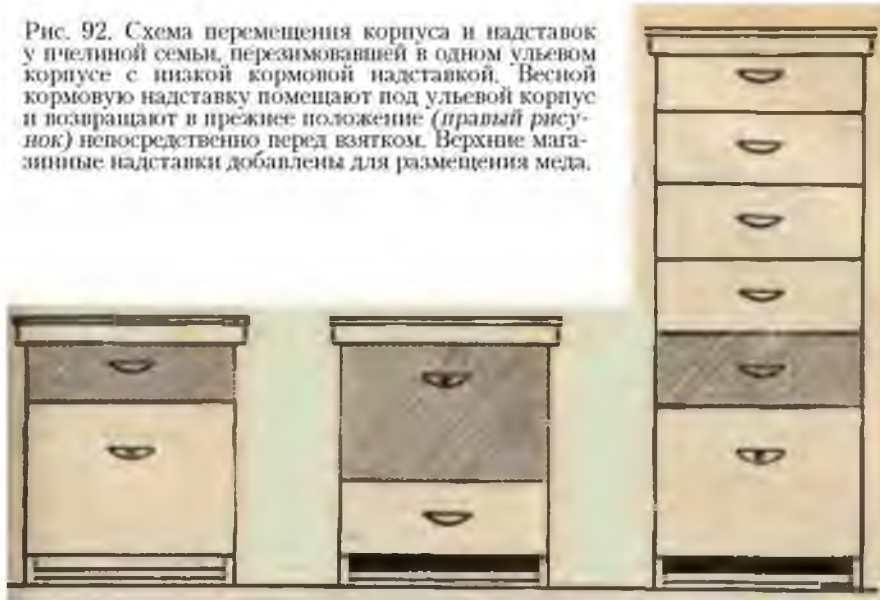 Рис. 92. Схема перемещения корпуса и надставок
у пчелиной семьи, перезимовавшей в одном ульевом
корпусе с низкой кормовой надставкой. Весной
кормовую надставку помещают под ульевой корпус
и возвращают в прежнее положение (правый рису-
нок) непосредственно перед взятком. Верхние мага-
зинные надставки добавлены для размещения меда.